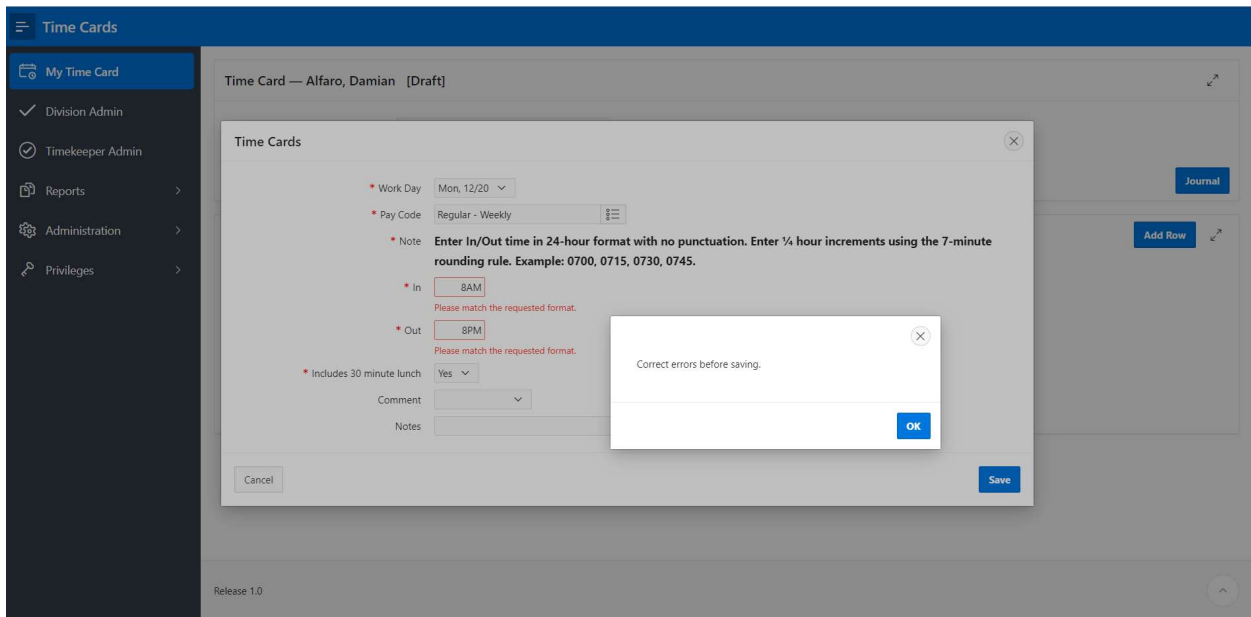 Time Cards
My Time Card
Division Admin
Timekeeper Admin
Reports
Administration
Privileges
Time Card — Alfaro, Damian [Draft]
Journal
Add Row
Time Cards
* Work Day Mon, 12/20
* Pay Code Regular - Weekly
* Note Enter In/Out time in 24-hour format with no punctuation. Enter ¼ hour increments using the 7-minute
rounding rule. Example: 0700, 0715, 0730, 0745.
* In 8AM
Please match the requested format.
* Out 8PM
Please match the requested format.
* Includes 30 minute lunch Yes
Comment
Notes
Cancel
Save
Correct errors before saving.
OK
Release 1.0